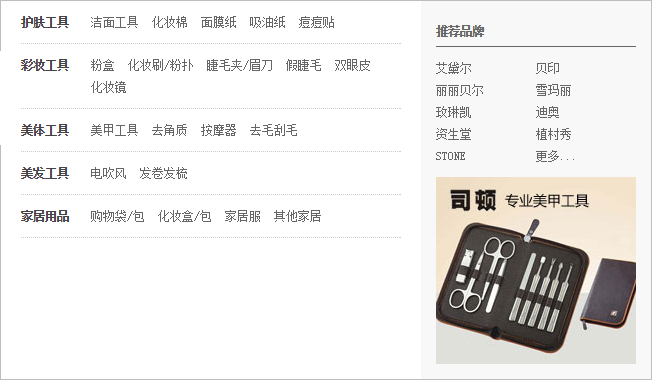 护肤工具 洁面工具 化妆棉 面膜纸 吸油纸 痘痘贴
彩妆工具 粉盒 化妆刷/粉扑 睫毛夹/眉刀 假睫毛 双眼皮
化妆镜
美体工具 美甲工具 去角质 按摩器 去毛刮毛
美发工具 电吹风 发卷发梳
家居用品 购物袋/包 化妆盒/包 家居服 其他家居
推荐品牌
艾黛尔 贝印
丽丽贝尔 雪玛丽
玫琳凯 迪奥
资生堂 植村秀
STONE 更多...
司顿 专业美甲工具